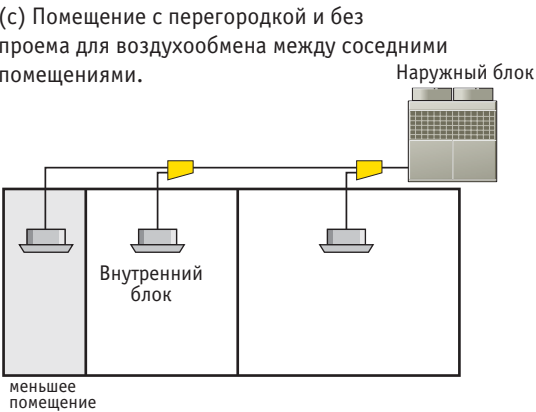 (c) Помещение с перегородкой и без
проема для воздухообмена между соседними
помещениями.
Наружный блок
Внутренний
блок
меньшее
помещение